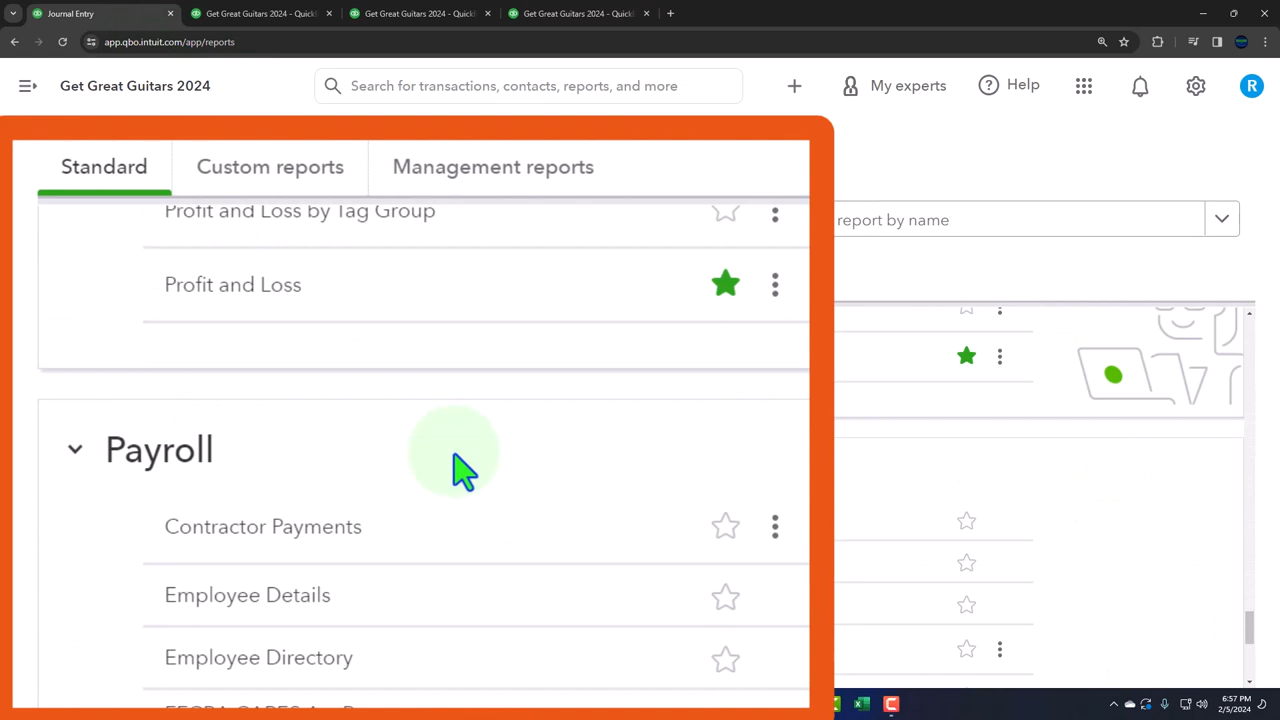 Journal Entry
Get Great Guitars 2024 - Quick
Get Great Guitars 2024 - Quick
Get Great Guitars 2024 - Quick
app.qbo.intuit.com/app/reports
Get Great Guitars 2024
Search for transactions, contacts, reports, and more
My experts
Help
R
Standard
Custom reports
Management reports
report by name
Profit and Loss by Tag Group
Profit and Loss
Payroll
Contractor Payments
Employee Details
Employee Directory
6:57 PM
2/5/2024